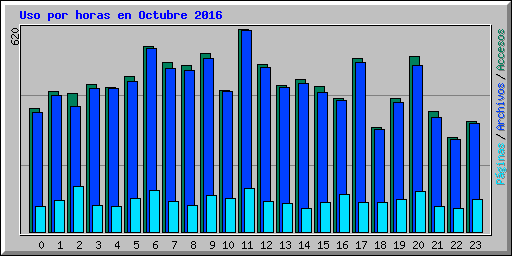 Uso por horas en Octubre 2016
620
Páginas / Archivos / Accesos
0 1 2 3 4 5 6 7 8 9 10 11 12 13 14 15 16 17 18 19 20 21 22 23